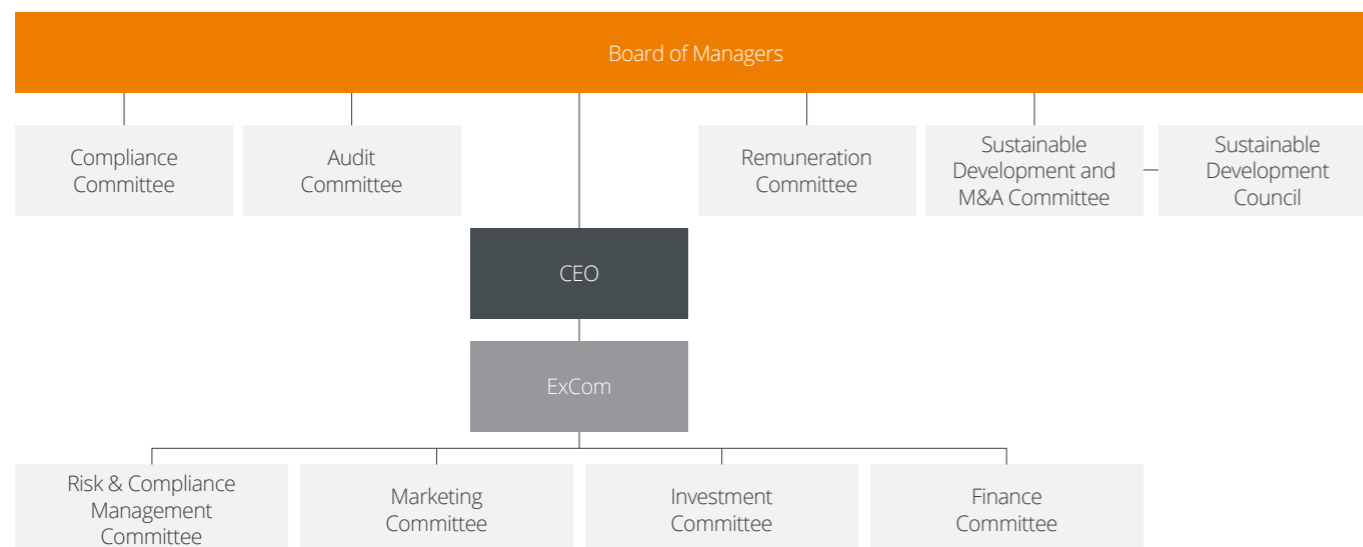 Board of Managers
Compliance
Committee
Audit
Committee
Remuneration
Committee
Sustainable
Development and
M&A Committee
Sustainable
Development
Council
CEO
ExCom
Risk & Compliance
Management
Committee
Marketing
Committee
Investment
Committee
Finance
Committee